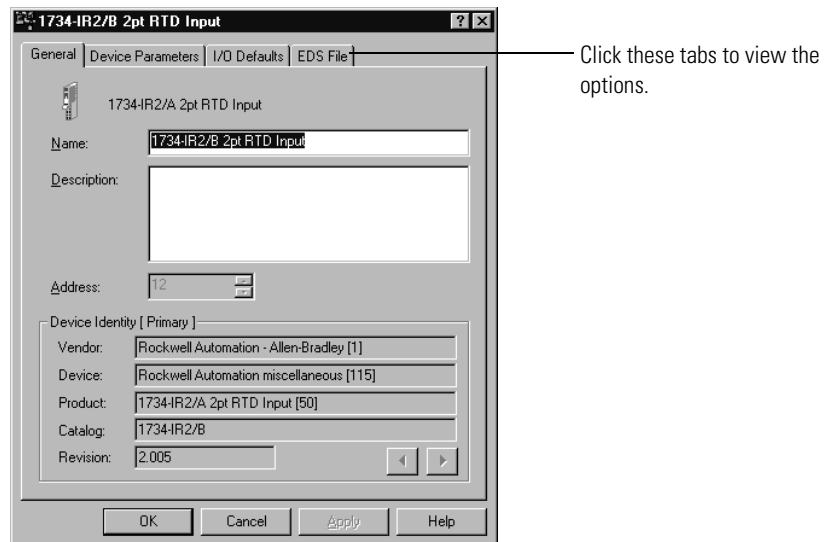 1734-IR2/B 2pt RTD Input
General Device Parameters I/O Defaults EDS File
Click these tabs to view the
options.
1734-IR2/A 2pt RTD Input
Name: 1734-IR2/B 2pt RTD Input
Description:
Address: 12
Device Identity [ Primary ]
Vendor: Rockwell Automation - Allen-Bradley [1]
Device: Rockwell Automation miscellaneous [115]
Product: 1734-IR2/A 2pt RTD Input [50]
Catalog: 1734-IR2/B
Revision: 2.005
OK Cancel Apply Help